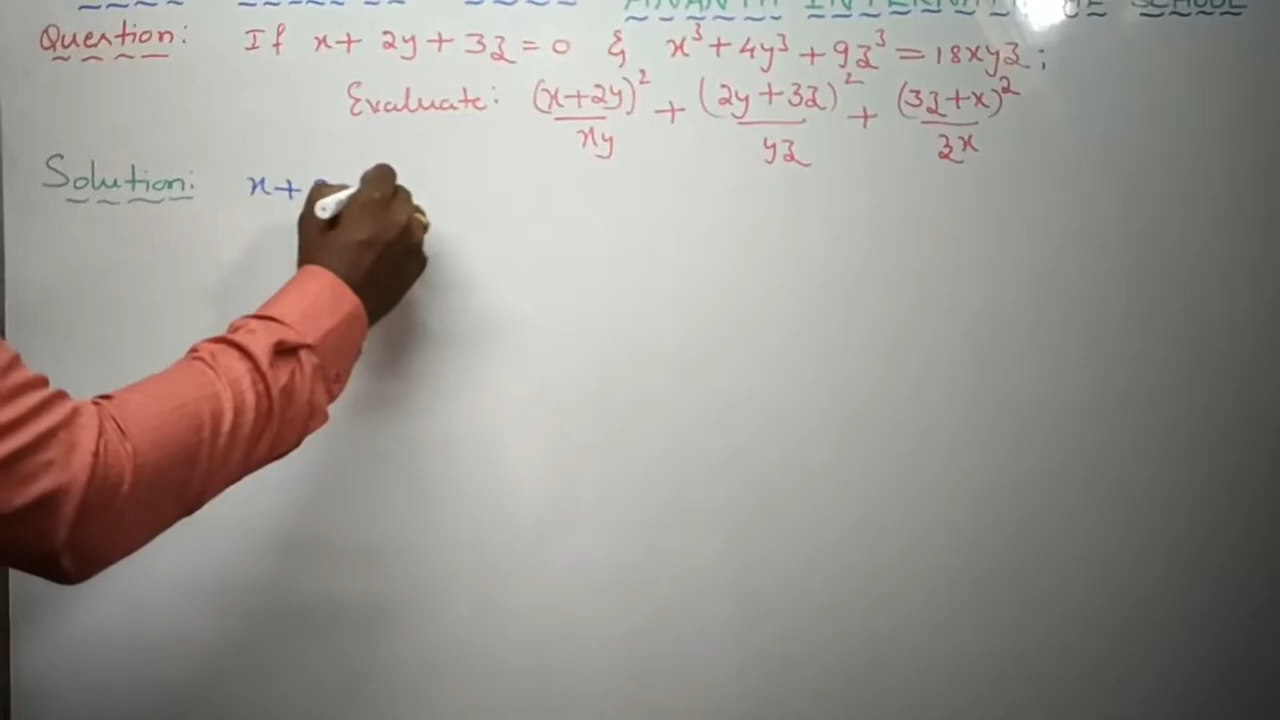 SCHOOL
Question: If x + 2y + 3z = 0 & x³ + 4y³ + 9z³ = 18xyz ;
Evaluate: (x+2y)²/xy + (2y+3z)²/yz + (3z+x)²/zx
Solution: x +